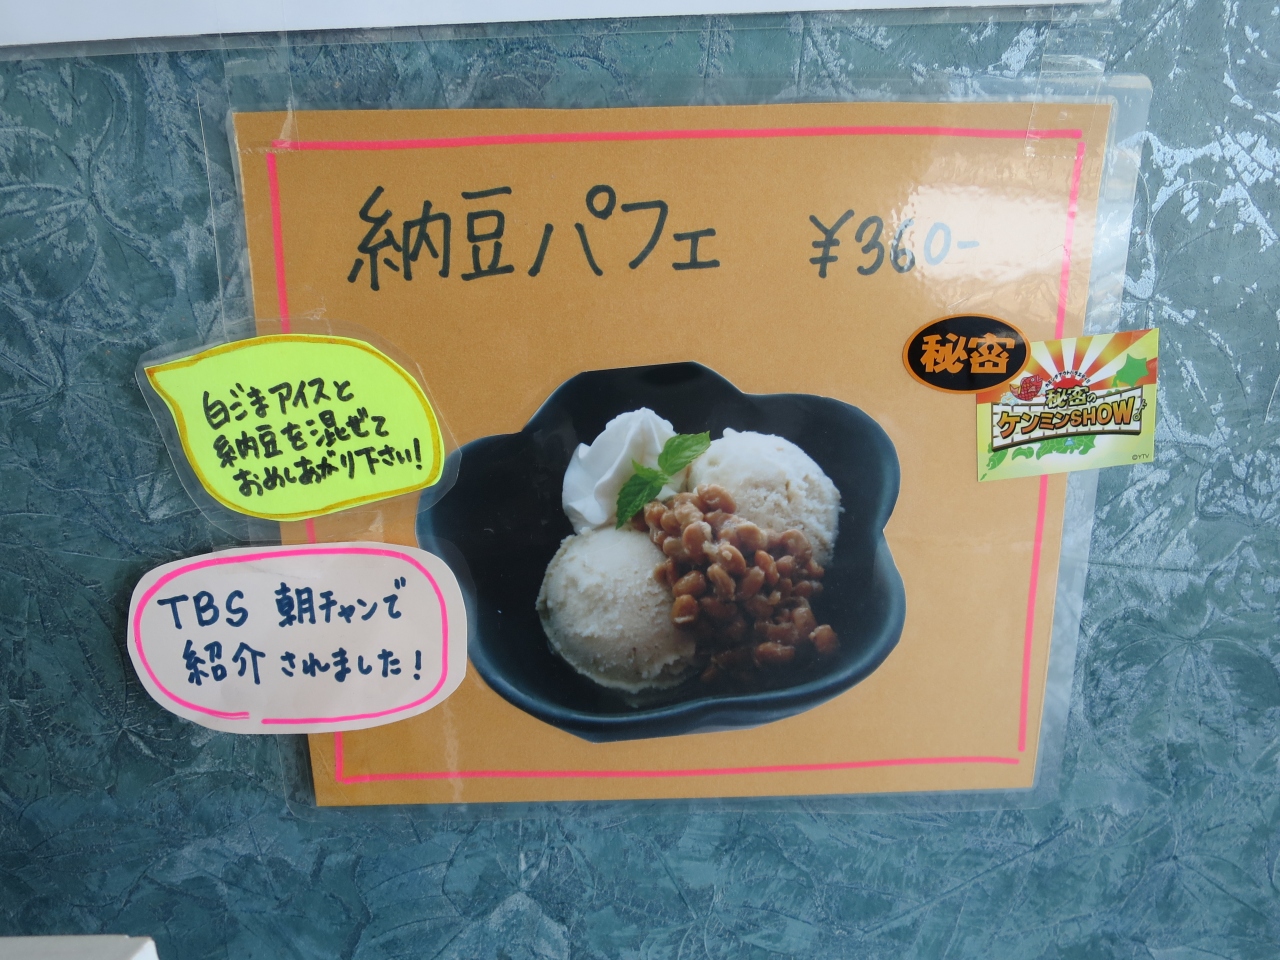 納豆パフェ ¥360-
秘密
秘密の
ケンミンSHOW
©YTV
白ごまアイスと
納豆を混ぜて
おめしあがり下さい!
TBS 朝チャンで
紹介されました!